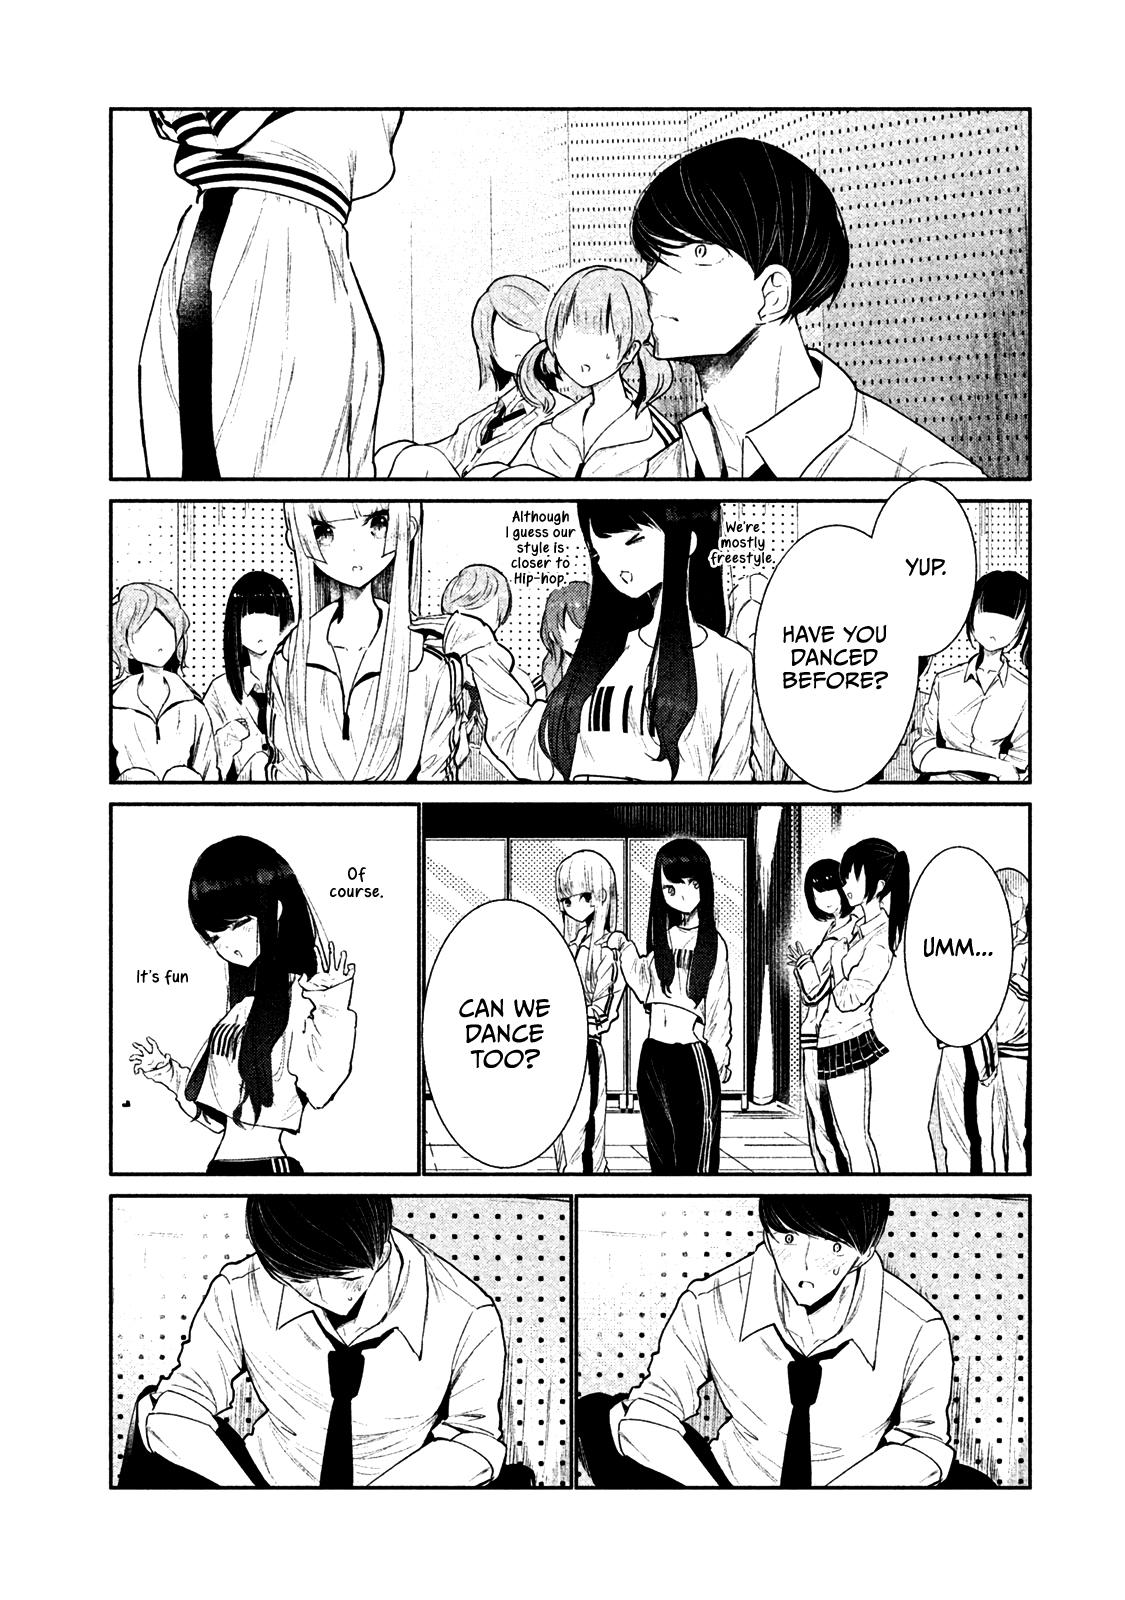 YUP.
HAVE YOU
DANCED
BEFORE?
We're
mostly
freestyle.
Although
I guess our
style is
closer to
Hip-hop.
UMM...
CAN WE
DANCE
TOO?
Of
course.
It's fun